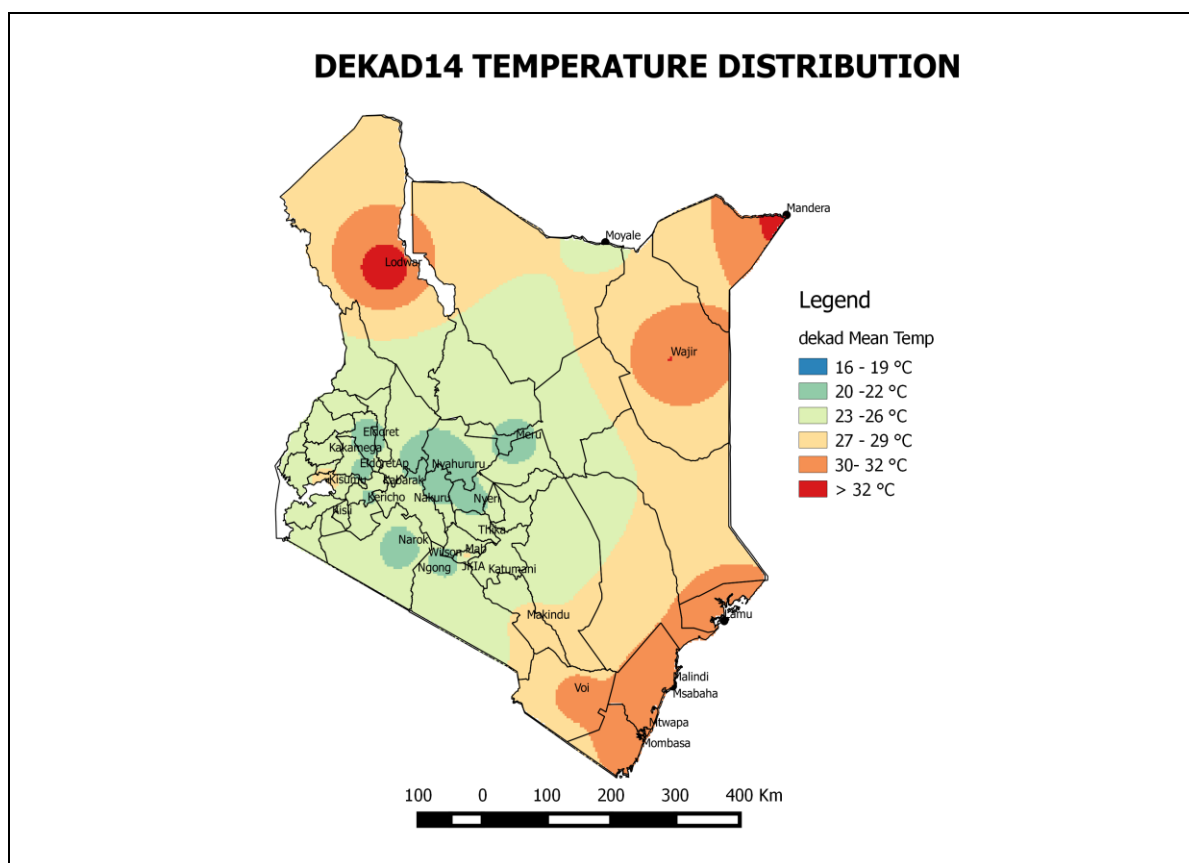 DEKAD14 TEMPERATURE DISTRIBUTION
Mandera
Moyale
Lodwar
Legend
dekad Mean Temp
16 - 19 °C
20 -22 °C
23 -26 °C
27 - 29 °C
30- 32 °C
> 32 °C
Wajir
Eldoret
Meru
Kakamega
EldoretAp
Nyahururu
Kisumu
Kabarak
Kericho
Nakuru
Nyeri
Kisii
Thika
Narok
Wilson
Mab
Ngong
JKIA
Katumani
Makindu
Lamu
Voi
Malindi
Msabaha
Mtwapa
Mombasa
100 0 100 200 300 400 Km